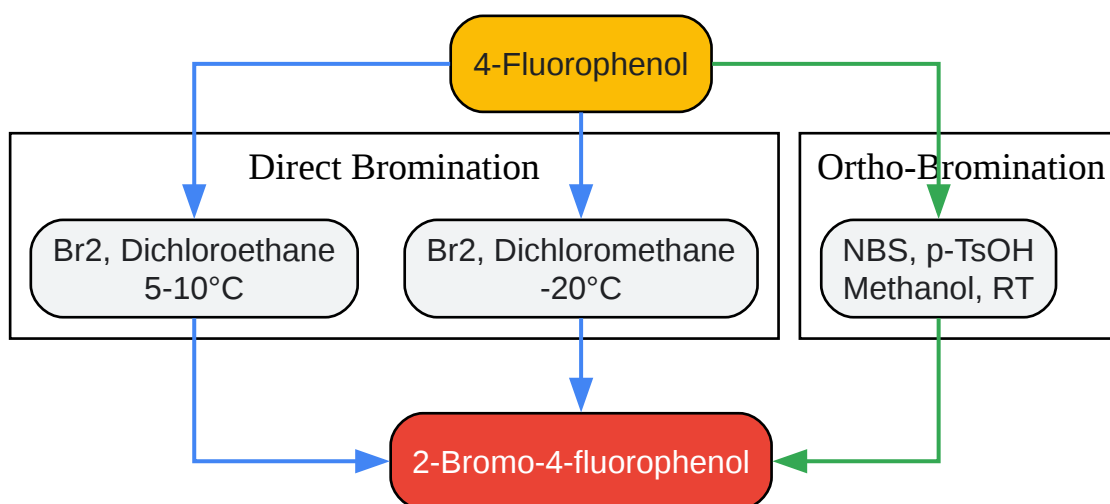 4-Fluorophenol
Direct Bromination
Ortho-Bromination
Br2, Dichloroethane
5-10°C
Br2, Dichloromethane
-20°C
NBS, p-TsOH
Methanol, RT
2-Bromo-4-fluorophenol